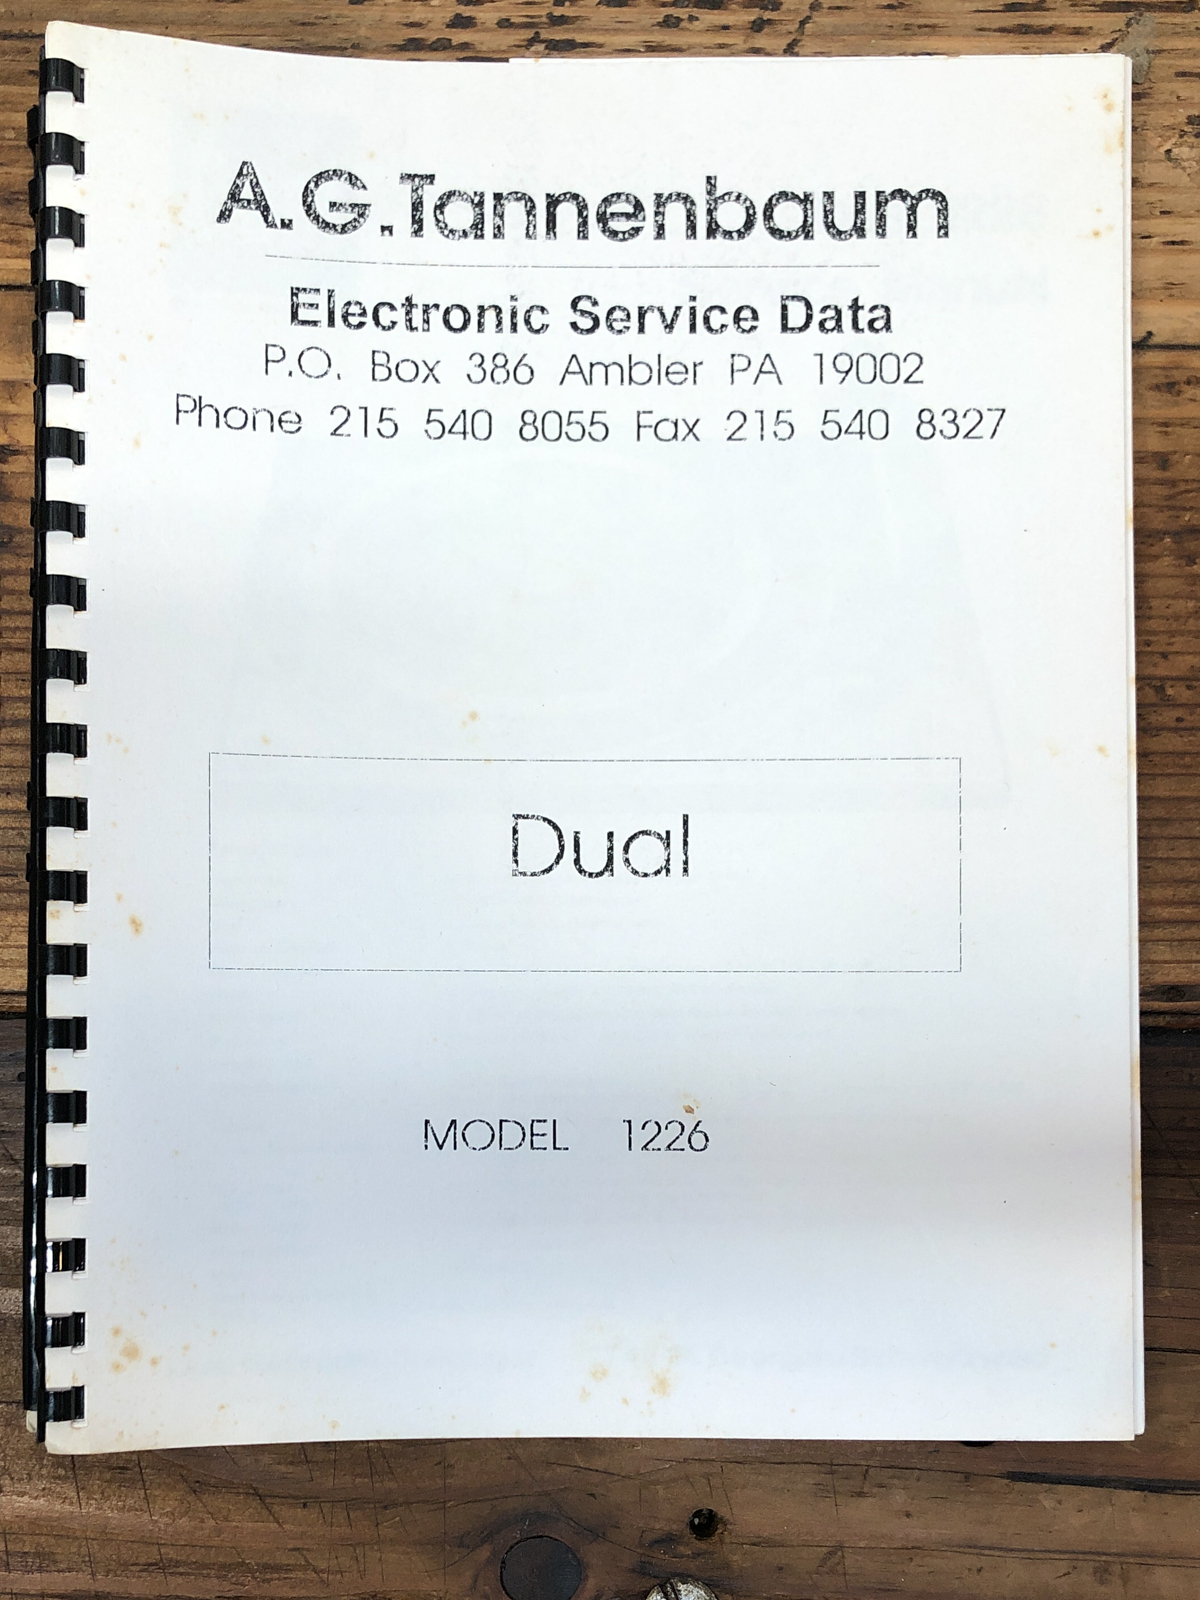 A.G.Tannenbaum
Electronic Service Data
P.O. Box 386 Ambler PA 19002
Phone 215 540 8055 Fax 215 540 8327
Dual
MODEL 1226